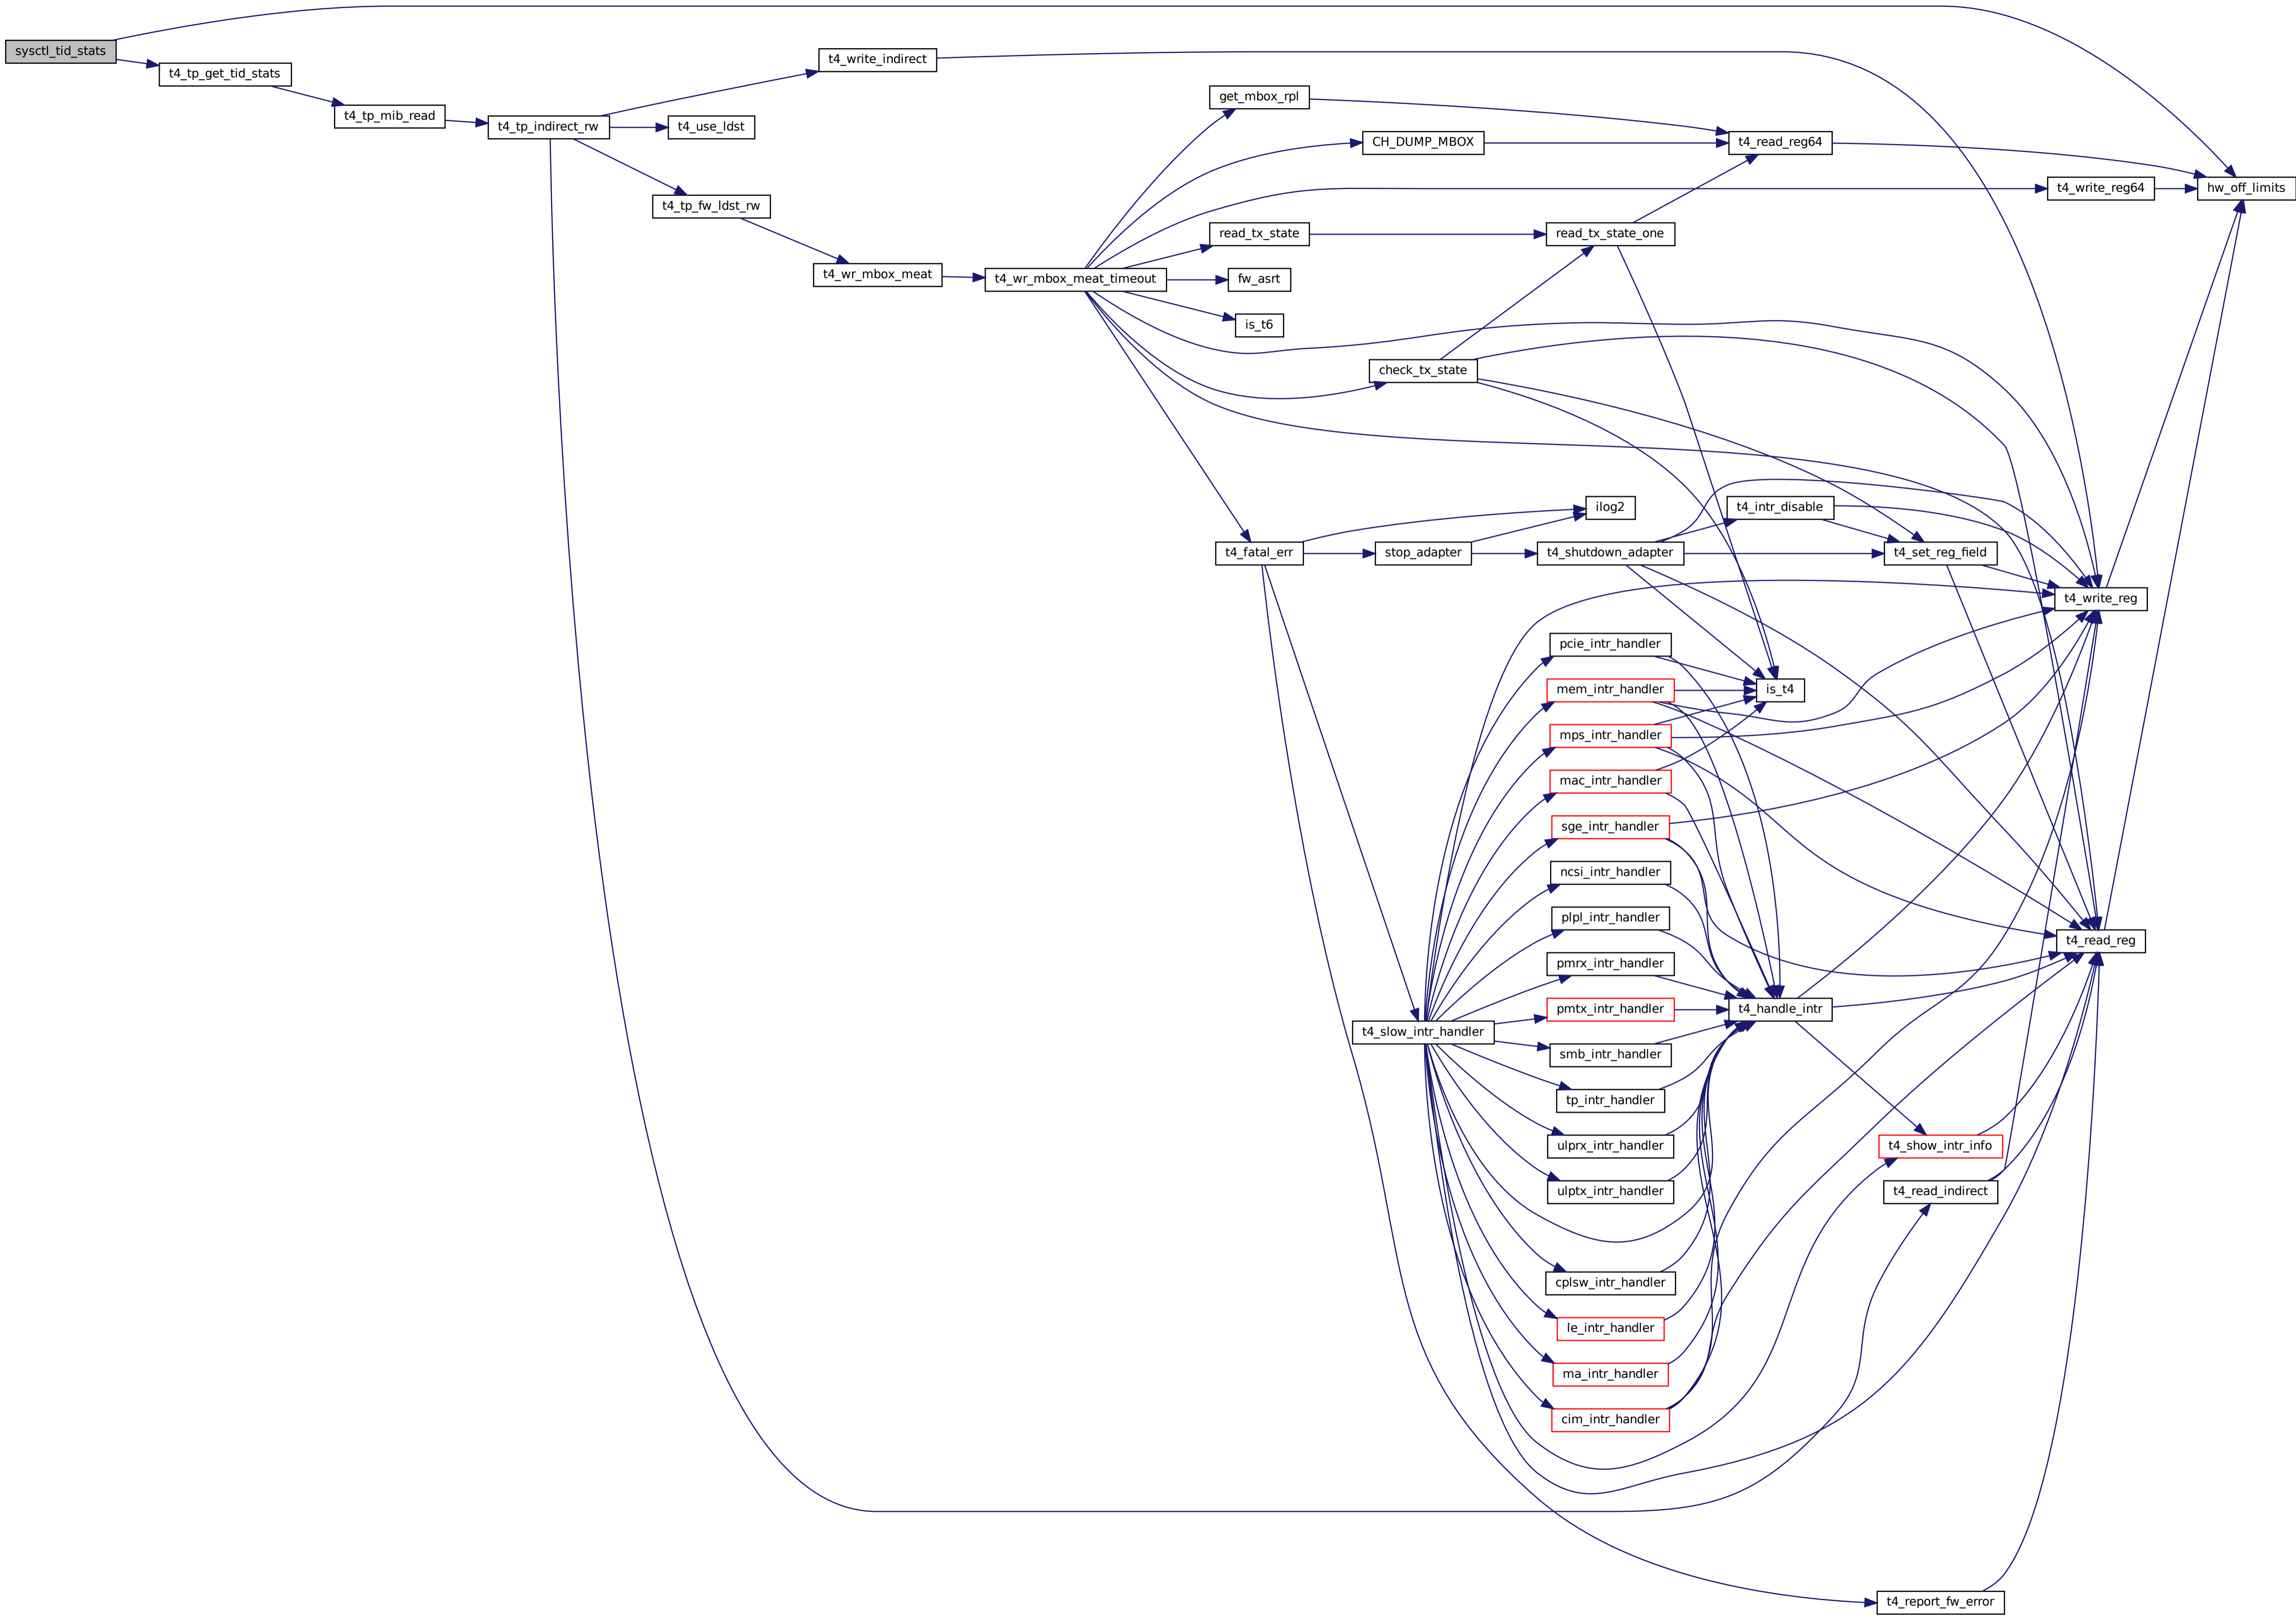 sysctl_tid_stats
t4_tp_get_tid_stats
t4_tp_mib_read
t4_tp_indirect_rw
t4_write_indirect
t4_use_ldst
t4_tp_fw_ldst_rw
t4_wr_mbox_meat
t4_wr_mbox_meat_timeout
get_mbox_rpl
CH_DUMP_MBOX
t4_read_reg64
t4_write_reg64
hw_off_limits
read_tx_state
read_tx_state_one
fw_asrt
is_t6
check_tx_state
ilog2
t4_intr_disable
t4_fatal_err
stop_adapter
t4_shutdown_adapter
t4_set_reg_field
t4_write_reg
pcie_intr_handler
mem_intr_handler
is_t4
mps_intr_handler
mac_intr_handler
sge_intr_handler
ncsi_intr_handler
plpl_intr_handler
t4_read_reg
pmrx_intr_handler
pmtx_intr_handler
t4_handle_intr
t4_slow_intr_handler
smb_intr_handler
tp_intr_handler
ulprx_intr_handler
t4_show_intr_info
ulptx_intr_handler
t4_read_indirect
cplsw_intr_handler
le_intr_handler
ma_intr_handler
cim_intr_handler
t4_report_fw_error